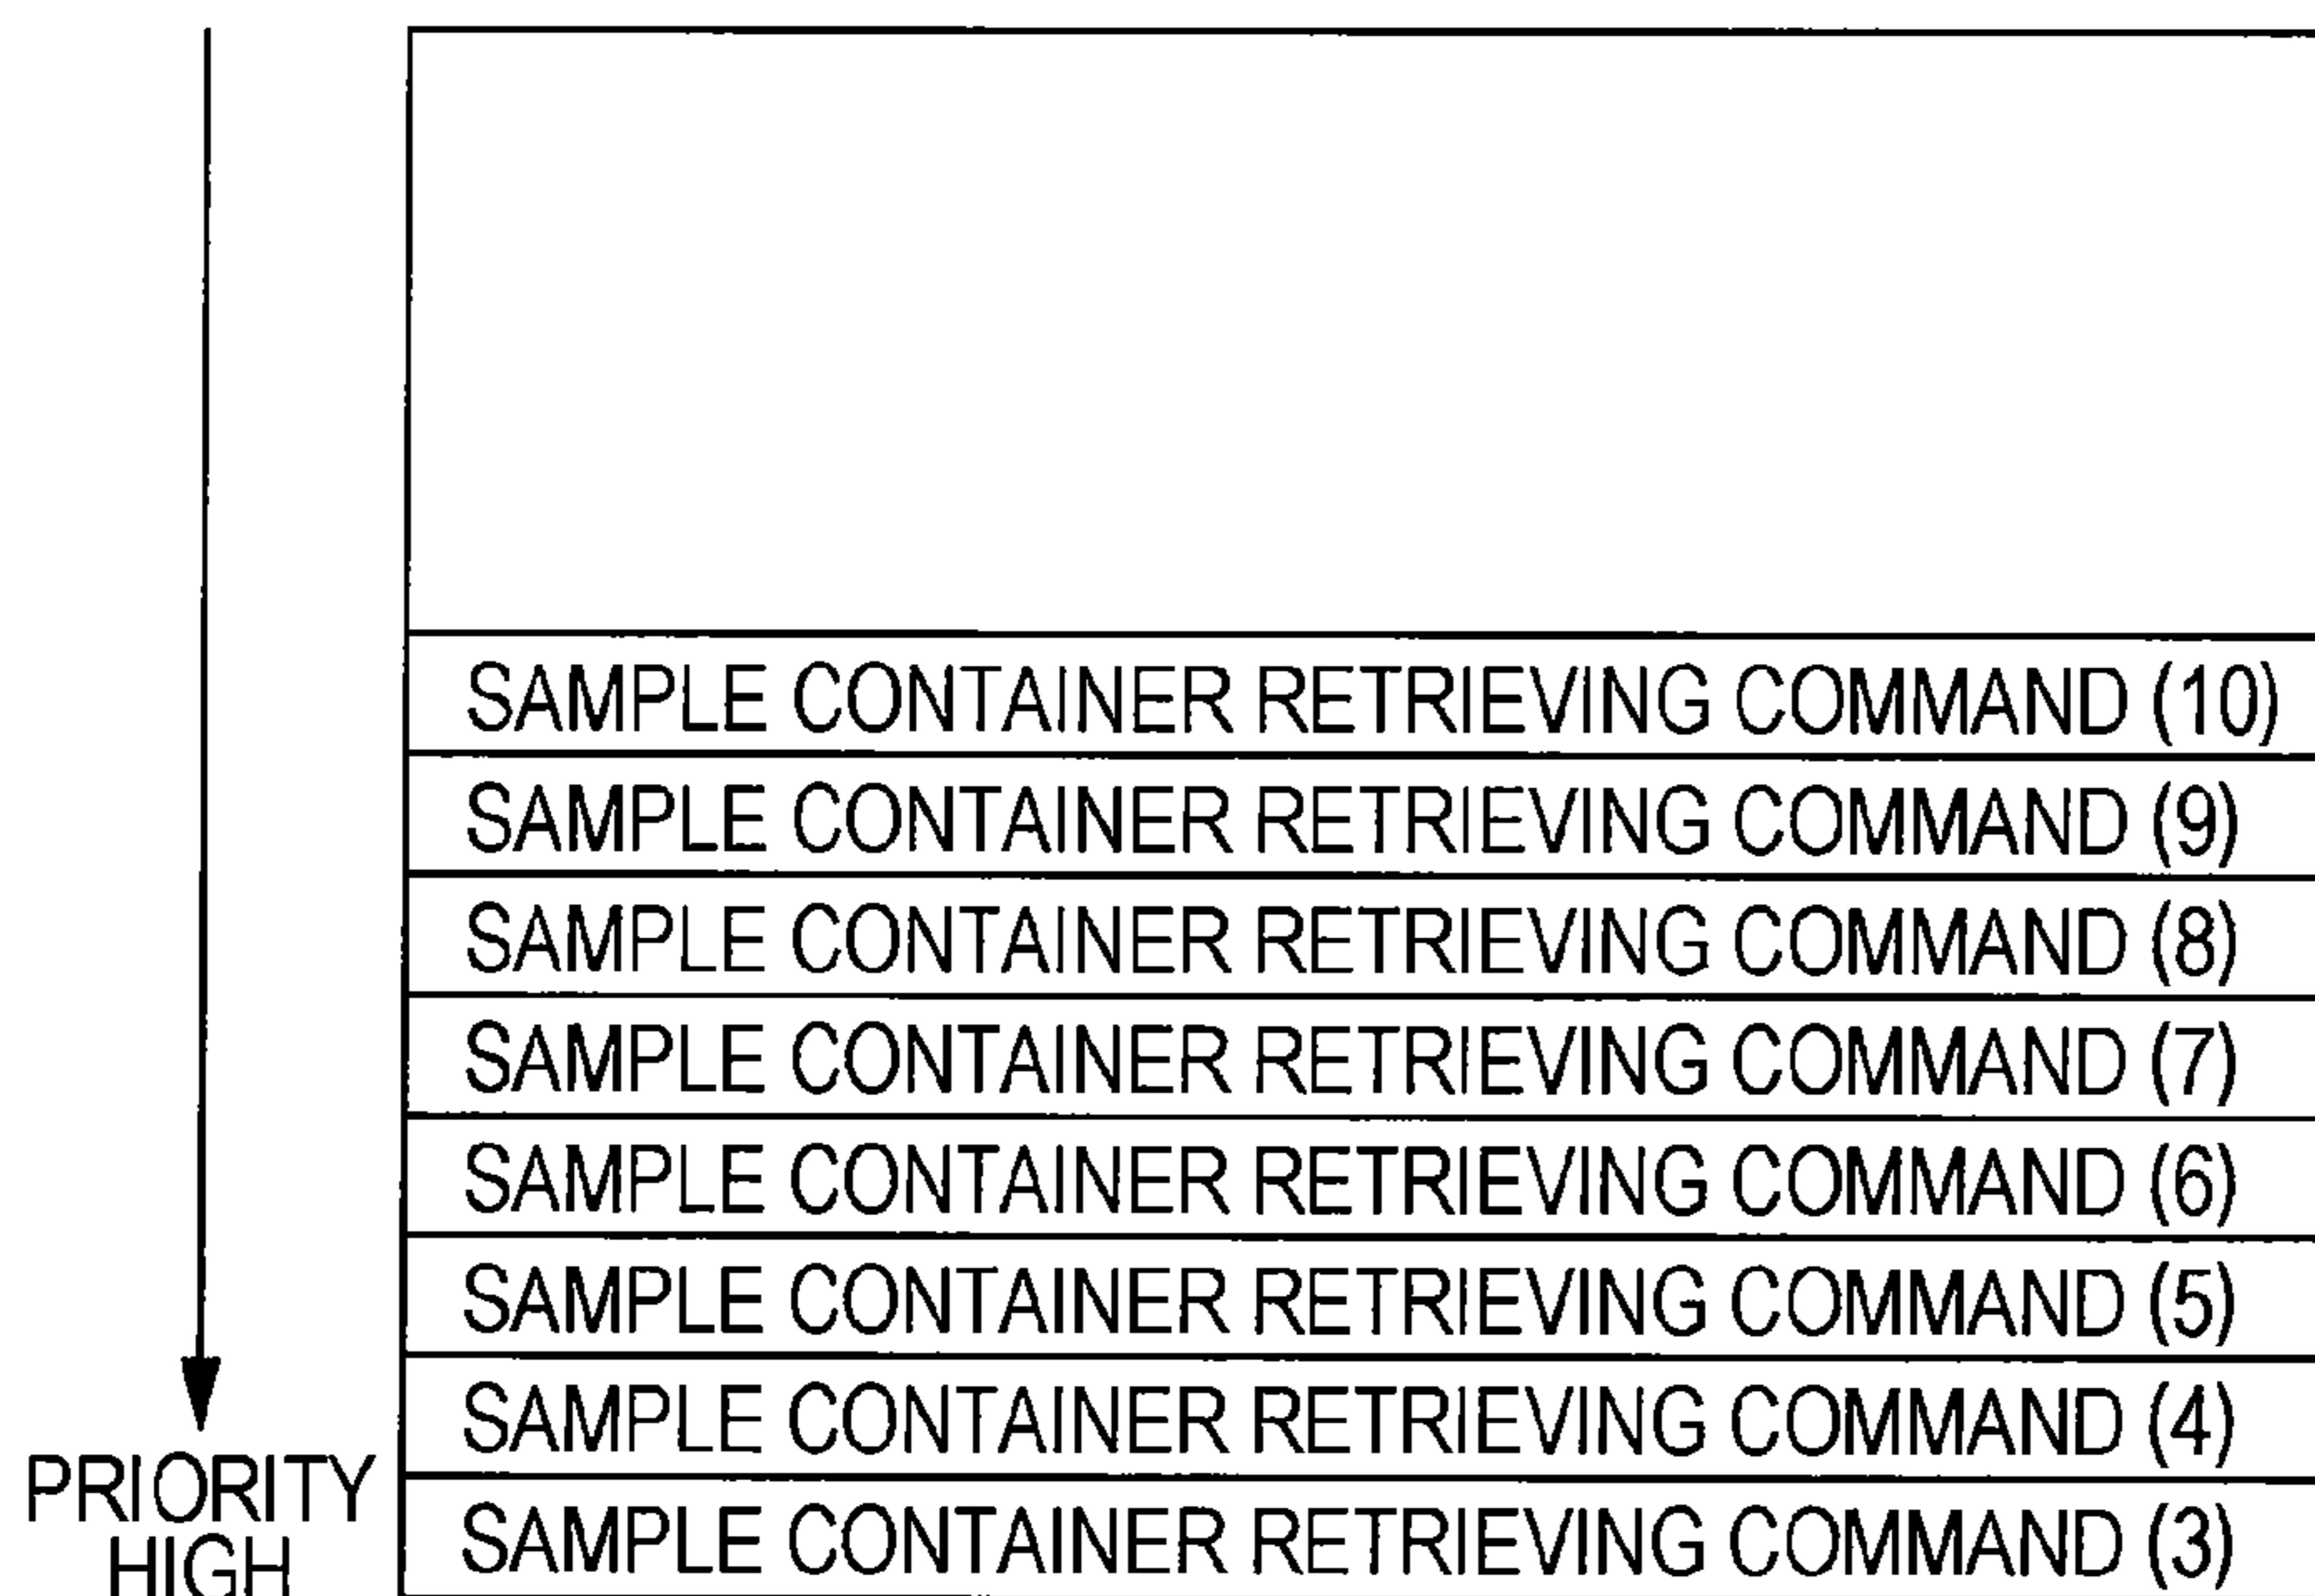 SAMPLE CONTAINER RETRIEVING COMMAND (10)
SAMPLE CONTAINER RETRIEVING COMMAND (9)
SAMPLE CONTAINER RETRIEVING COMMAND (8)
SAMPLE CONTAINER RETRIEVING COMMAND (7)
SAMPLE CONTAINER RETRIEVING COMMAND (6)
SAMPLE CONTAINER RETRIEVING COMMAND (5)
SAMPLE CONTAINER RETRIEVING COMMAND (4)
SAMPLE CONTAINER RETRIEVING COMMAND (3)
PRIORITY
HIGH